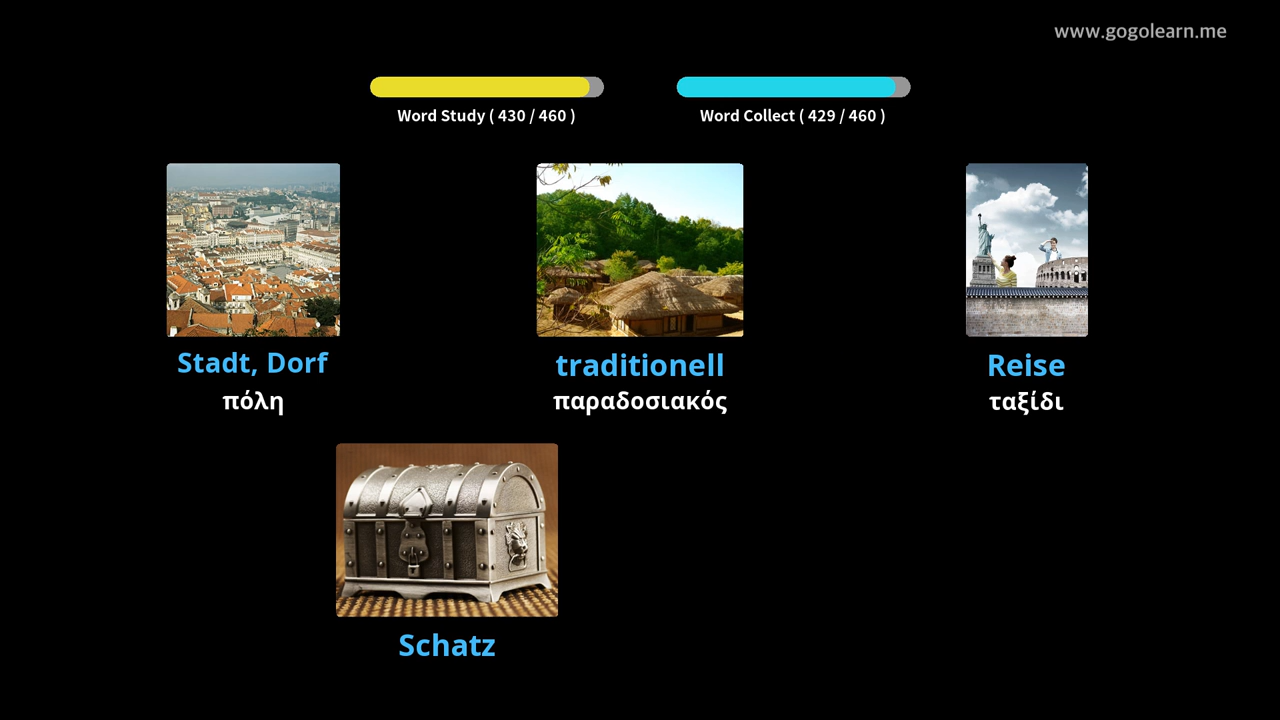 www.gogolearn.me
Word Study ( 430 / 460 )
Word Collect ( 429 / 460 )
Stadt, Dorf
πόλη
traditionell
παραδοσιακός
Reise
ταξίδι
Schatz